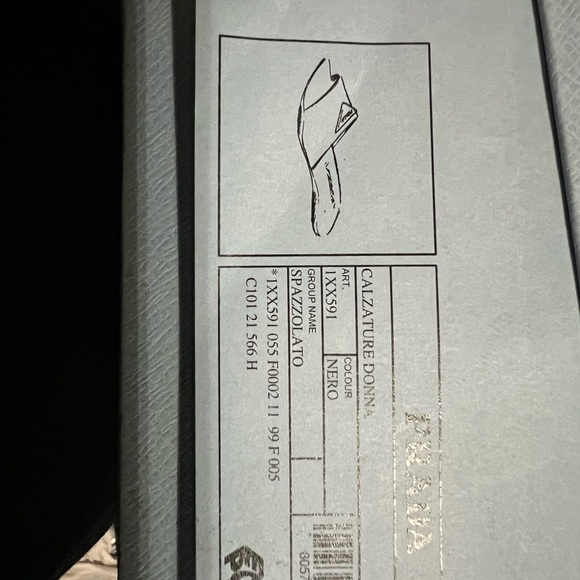 PRADA
CALZATURE DONNA
ART.
COLOUR
1XX591
NERO
GROUP NAME
SPAZZOLATO
*1XX591 055 F0002 11 99 F 005
C101 21 566 H
8057